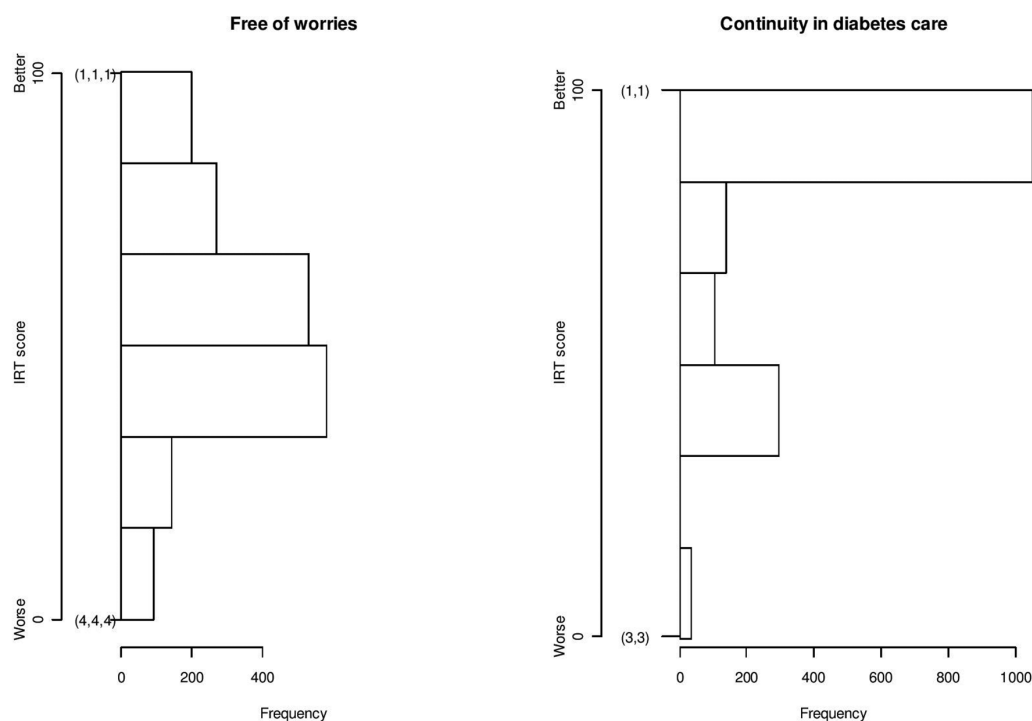 Free of worries
Better
100
(1,1,1)
IRT score
Worse
0
(4,4,4)
0 200 400
Frequency
Continuity in diabetes care
Better
100
(1,1)
IRT score
Worse
0
(3,3)
0 200 400 600 800 1000
Frequency